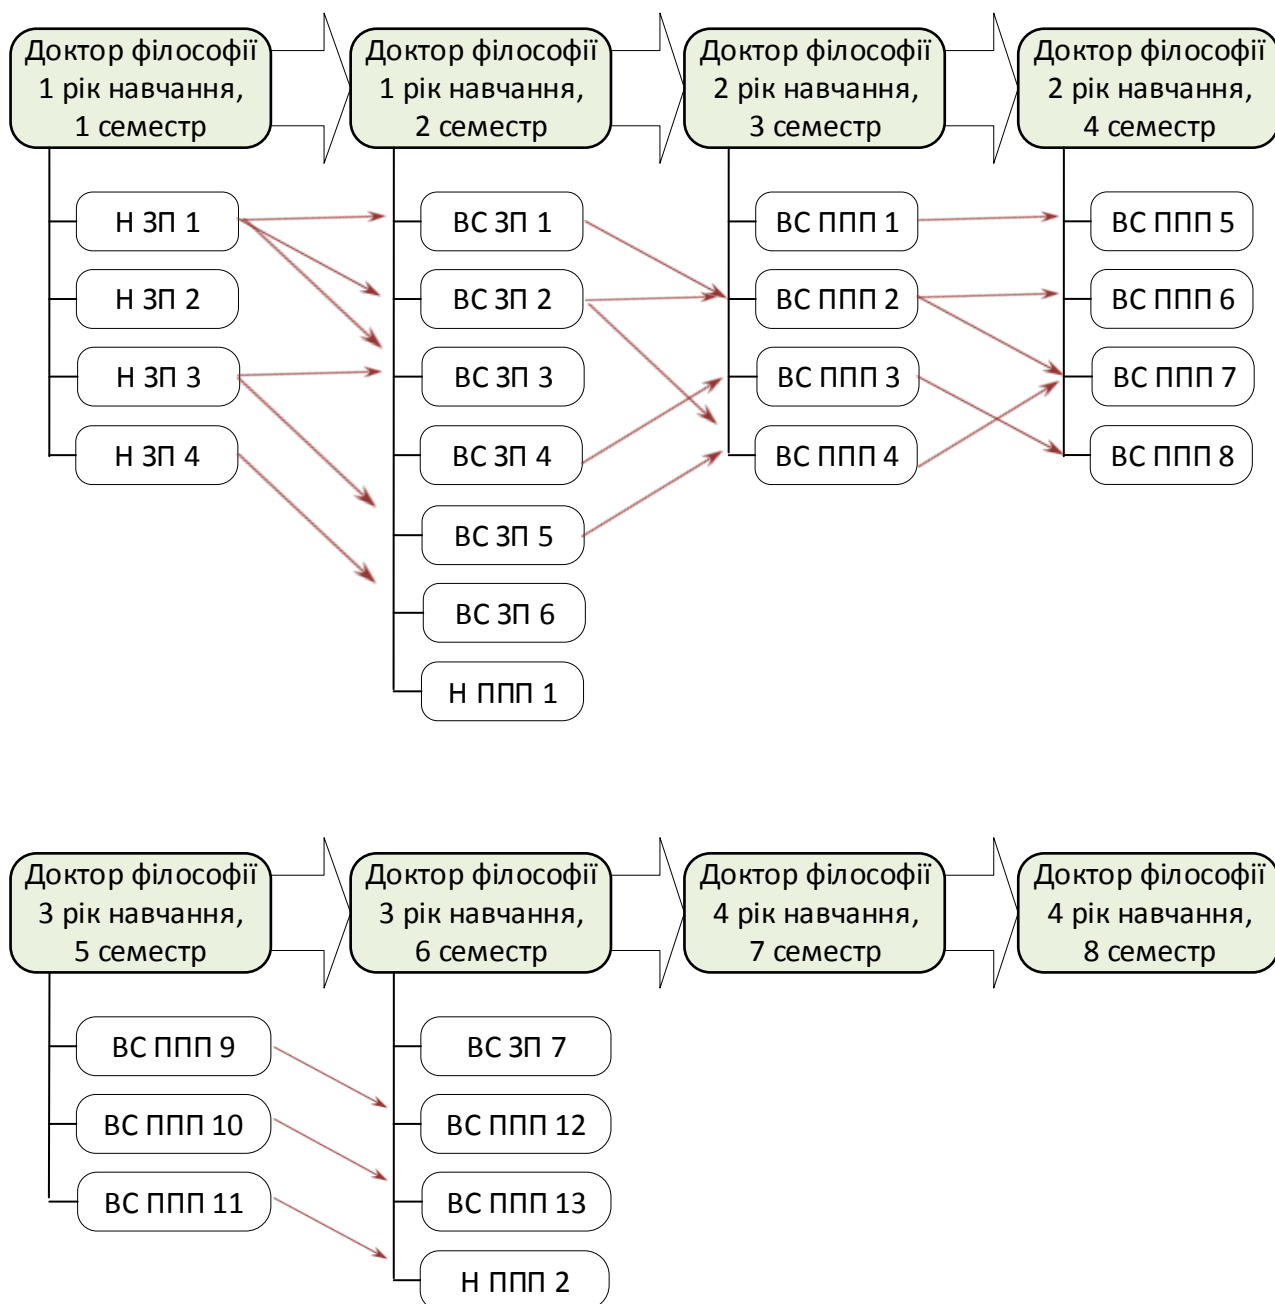 Доктор філософії
1 рік навчання,
1 семестр
Доктор філософії
1 рік навчання,
2 семестр
Доктор філософії
2 рік навчання,
3 семестр
Доктор філософії
2 рік навчання,
4 семестр
Н ЗП 1
Н ЗП 2
Н ЗП 3
Н ЗП 4
ВС ЗП 1
ВС ЗП 2
ВС ЗП 3
ВС ЗП 4
ВС ЗП 5
ВС ЗП 6
Н ППП 1
ВС ППП 1
ВС ППП 2
ВС ППП 3
ВС ППП 4
ВС ППП 5
ВС ППП 6
ВС ППП 7
ВС ППП 8
Доктор філософії
3 рік навчання,
5 семестр
Доктор філософії
3 рік навчання,
6 семестр
Доктор філософії
4 рік навчання,
7 семестр
Доктор філософії
4 рік навчання,
8 семестр
ВС ППП 9
ВС ППП 10
ВС ППП 11
ВС ЗП 7
ВС ППП 12
ВС ППП 13
Н ППП 2